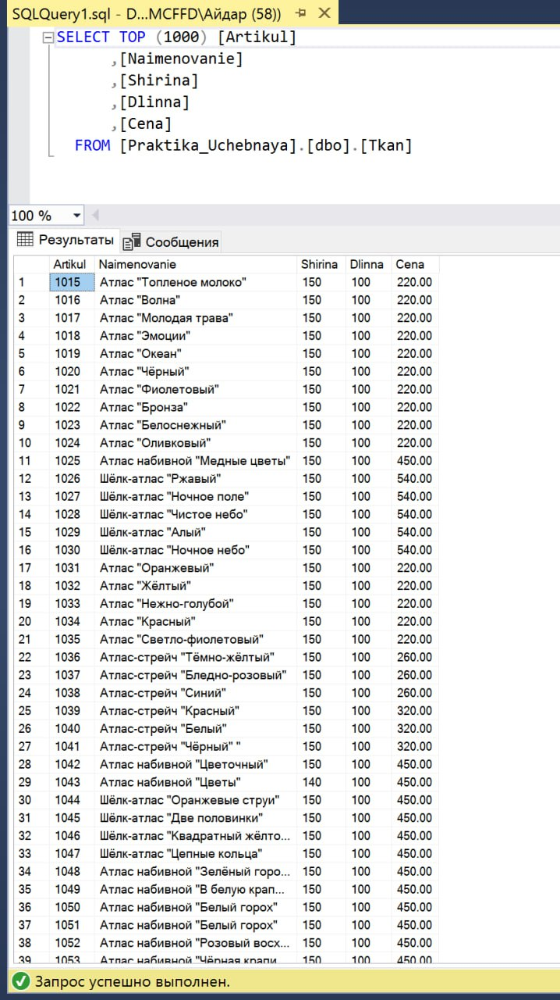 SQLQuery1.sql - D...MCFFD\Айдар (58))
SELECT TOP (1000) [Artikul]
,[Naimenovanie]
,[Shirina]
,[Dlinna]
,[Cena]
FROM [Praktika_Uchebnaya].[dbo].[Tkan]
100 %
Результаты Сообщения
Artikul Naimenovanie Shirina Dlinna Cena
1 1015 Атлас "Топленое молоко" 150 100 220.00
2 1016 Атлас "Волна" 150 100 220.00
3 1017 Атлас "Молодая трава" 150 100 220.00
4 1018 Атлас "Эмоции" 150 100 220.00
5 1019 Атлас "Океан" 150 100 220.00
6 1020 Атлас "Чёрный" 150 100 220.00
7 1021 Атлас "Фиолетовый" 150 100 220.00
8 1022 Атлас "Бронза" 150 100 220.00
9 1023 Атлас "Белоснежный" 150 100 220.00
10 1024 Атлас "Оливковый" 150 100 220.00
11 1025 Атлас набивной "Медные цветы" 150 100 450.00
12 1026 Шёлк-атлас "Ржавый" 150 100 540.00
13 1027 Шёлк-атлас "Ночное поле" 150 100 540.00
14 1028 Шёлк-атлас "Чистое небо" 150 100 540.00
15 1029 Шёлк-атлас "Алый" 150 100 540.00
16 1030 Шёлк-атлас "Ночное небо" 150 100 540.00
17 1031 Атлас "Оранжевый" 150 100 220.00
18 1032 Атлас "Жёлтый" 150 100 220.00
19 1033 Атлас "Нежно-голубой" 150 100 220.00
20 1034 Атлас "Красный" 150 100 220.00
21 1035 Атлас "Светло-фиолетовый" 150 100 220.00
22 1036 Атлас-стрейч "Тёмно-жёлтый" 150 100 260.00
23 1037 Атлас-стрейч "Бледно-розовый" 150 100 260.00
24 1038 Атлас-стрейч "Синий" 150 100 260.00
25 1039 Атлас-стрейч "Красный" 150 100 320.00
26 1040 Атлас-стрейч "Белый" 150 100 320.00
27 1041 Атлас-стрейч "Чёрный" " 150 100 320.00
28 1042 Атлас набивной "Цветочный" 150 100 450.00
29 1043 Атлас набивной "Цветы" 140 100 450.00
30 1044 Шёлк-атлас "Оранжевые струи" 150 100 450.00
31 1045 Шёлк-атлас "Две половинки" 150 100 450.00
32 1046 Шёлк-атлас "Квадратный жёлто... 150 100 450.00
33 1047 Шёлк-атлас "Цепные кольца" 150 100 450.00
34 1048 Атлас набивной "Зелёный горо... 150 100 450.00
35 1049 Атлас набивной "В белую крап... 150 100 450.00
36 1050 Атлас набивной "Белый горох" 150 100 450.00
37 1051 Атлас набивной "Белый горох" 150 100 450.00
38 1052 Атлас набивной "Розовый восх... 150 100 450.00
39 1053 Атлас набивной "Чёрная крапи... 150 100 450.00
Запрос успешно выполнен.